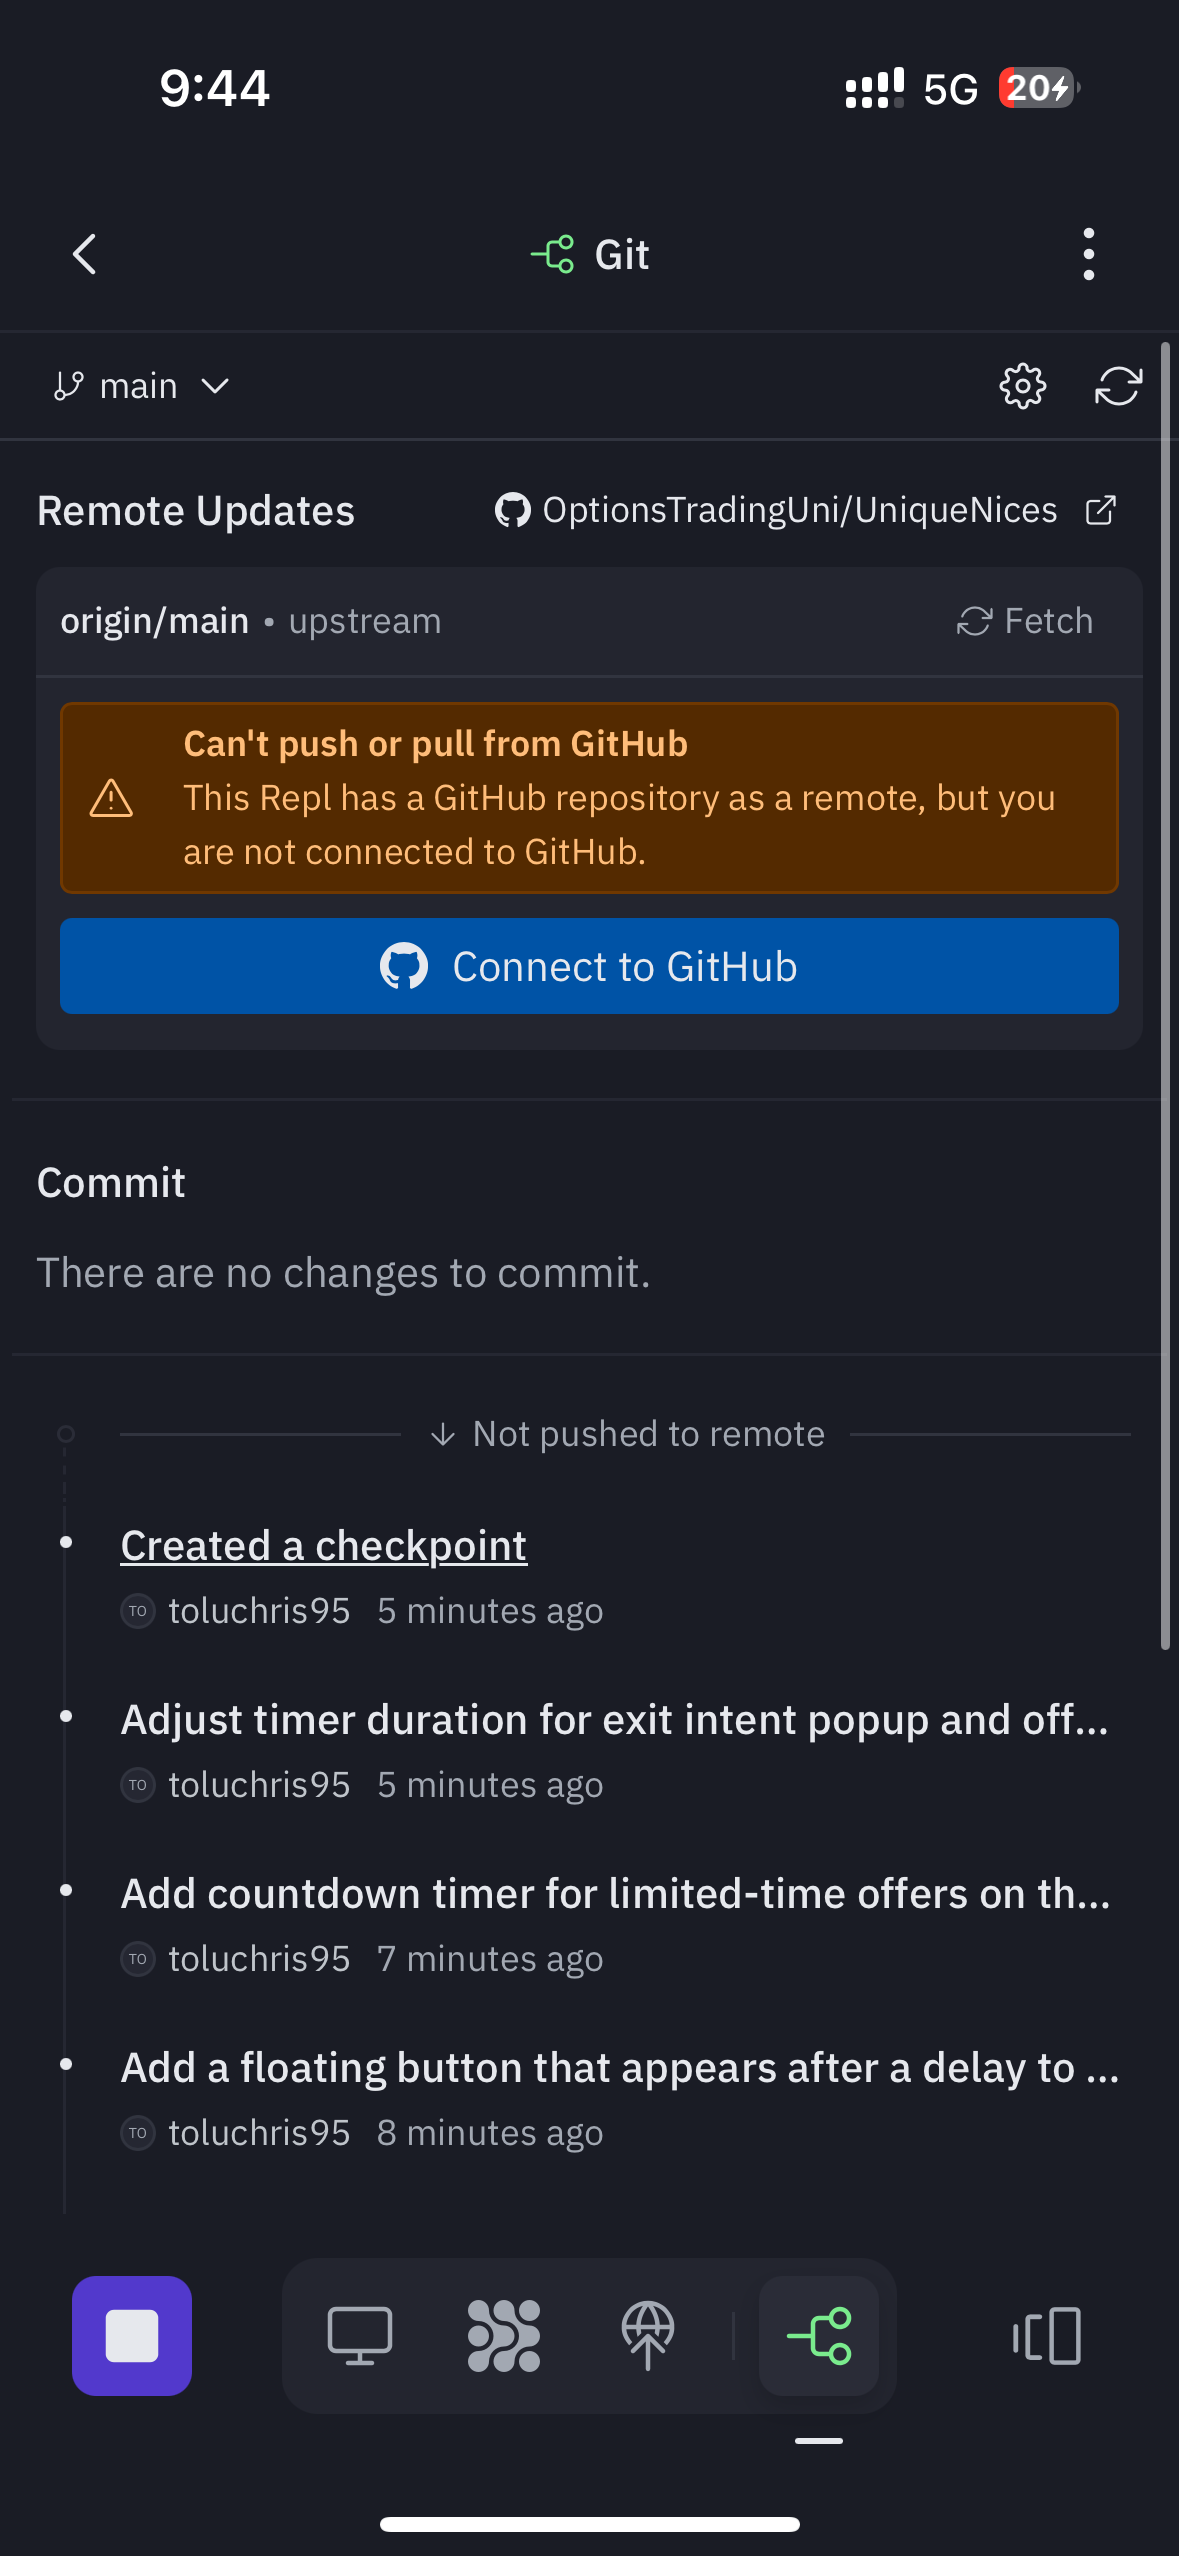 9:44
5G
20
Git
main
Remote Updates
OptionsTradingUni/UniqueNices
origin/main • upstream
Fetch
Can't push or pull from GitHub
This Repl has a GitHub repository as a remote, but you
are not connected to GitHub.
Connect to GitHub
Commit
There are no changes to commit.
Not pushed to remote
Created a checkpoint
TO toluchris95 5 minutes ago
Adjust timer duration for exit intent popup and off...
TO toluchris95 5 minutes ago
Add countdown timer for limited-time offers on th...
TO toluchris95 7 minutes ago
Add a floating button that appears after a delay to ...
TO toluchris95 8 minutes ago